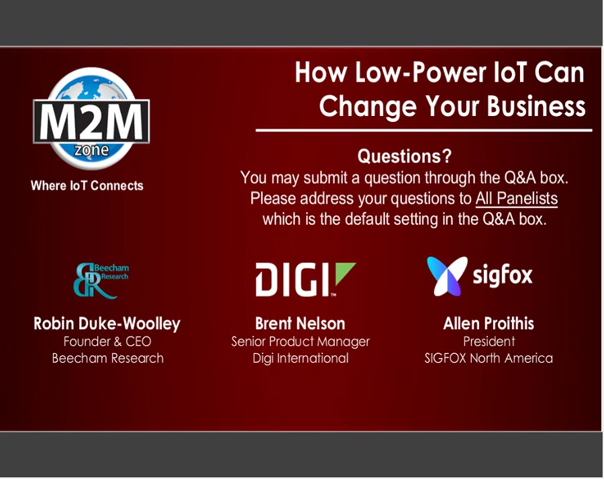 M2M
zone
Where IoT Connects
How Low-Power IoT Can
Change Your Business
Questions?
You may submit a question through the Q&A box.
Please address your questions to All Panelists
which is the default setting in the Q&A box.
BR Beecham
Research
Robin Duke-Woolley
Founder & CEO
Beecham Research
DIGI™
Brent Nelson
Senior Product Manager
Digi International
sigfox
Allen Proithis
President
SIGFOX North America